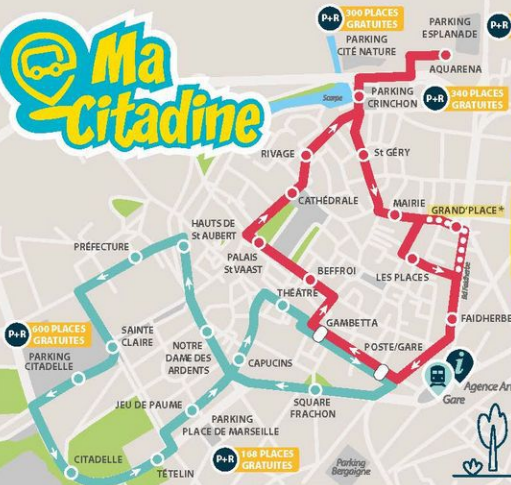 Ma
Citadine
P+R
300 PLACES
GRATUITES
PARKING
CITÉ NATURE
PARKING
ESPLANADE
P+R
AQUARENA
Scarpe
PARKING
CRINCHON
P+R
340 PLACES
GRATUITES
RIVAGE
St GÉRY
CATHÉDRALE
MAIRIE
GRAND'PLACE*
HAUTS DE
St AUBERT
PRÉFECTURE
PALAIS
St VAAST
BEFFROI
LES PLACES
Bd Faidherbe
THÉÂTRE
GAMBETTA
FAIDHERBE
P+R
600 PLACES
GRATUITES
PARKING
CITADELLE
SAINTE
CLAIRE
NOTRE
DAME DES
ARDENTS
CAPUCINS
POSTE/GARE
i
Agence Ar
Gare
JEU DE PAUME
SQUARE
FRACHON
PARKING
PLACE DE MARSEILLE
P+R
168 PLACES
GRATUITES
CITADELLE
TÉTELIN
Parking
Bergaigne